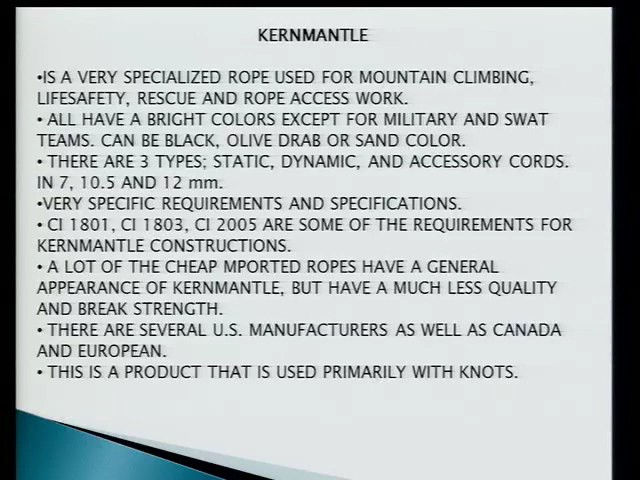 KERNMANTLE
•IS A VERY SPECIALIZED ROPE USED FOR MOUNTAIN CLIMBING,
LIFESAFETY, RESCUE AND ROPE ACCESS WORK.
• ALL HAVE A BRIGHT COLORS EXCEPT FOR MILITARY AND SWAT
TEAMS. CAN BE BLACK, OLIVE DRAB OR SAND COLOR.
• THERE ARE 3 TYPES; STATIC, DYNAMIC, AND ACCESSORY CORDS.
IN 7, 10.5 AND 12 mm.
•VERY SPECIFIC REQUIREMENTS AND SPECIFICATIONS.
• CI 1801, CI 1803, CI 2005 ARE SOME OF THE REQUIREMENTS FOR
KERNMANTLE CONSTRUCTIONS.
• A LOT OF THE CHEAP MPORTED ROPES HAVE A GENERAL
APPEARANCE OF KERNMANTLE, BUT HAVE A MUCH LESS QUALITY
AND BREAK STRENGTH.
• THERE ARE SEVERAL U.S. MANUFACTURERS AS WELL AS CANADA
AND EUROPEAN.
• THIS IS A PRODUCT THAT IS USED PRIMARILY WITH KNOTS.